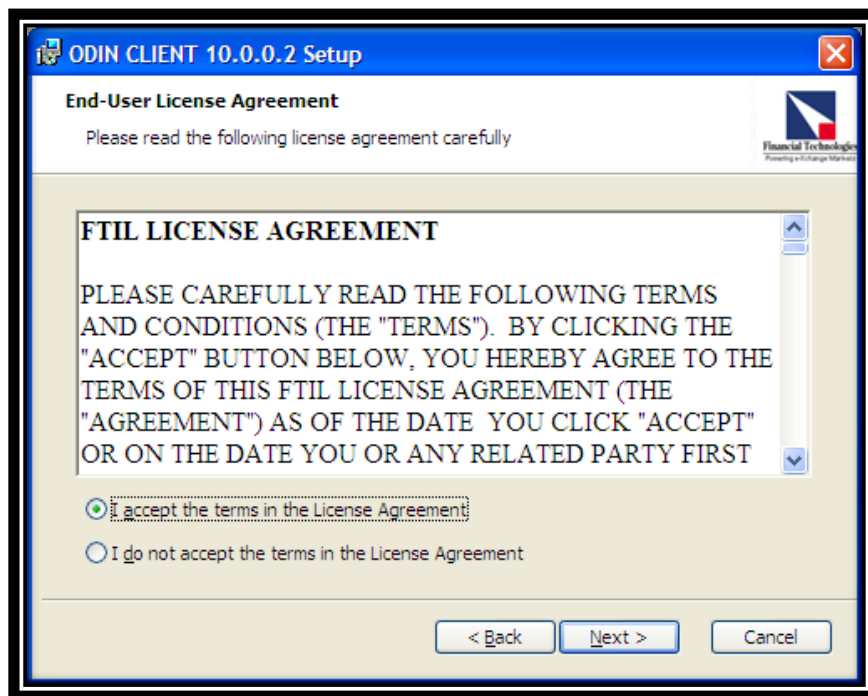 ODIN CLIENT 10.0.0.2 Setup
End-User License Agreement
Please read the following license agreement carefully
Financial Technologies
Powering e-Xchange Markets
FTIL LICENSE AGREEMENT
PLEASE CAREFULLY READ THE FOLLOWING TERMS
AND CONDITIONS (THE "TERMS").  BY CLICKING THE
"ACCEPT" BUTTON BELOW, YOU HEREBY AGREE TO THE
TERMS OF THIS FTIL LICENSE AGREEMENT (THE
"AGREEMENT") AS OF THE DATE  YOU CLICK "ACCEPT"
OR ON THE DATE YOU OR ANY RELATED PARTY FIRST
I accept the terms in the License Agreement
I do not accept the terms in the License Agreement
< Back
Next >
Cancel